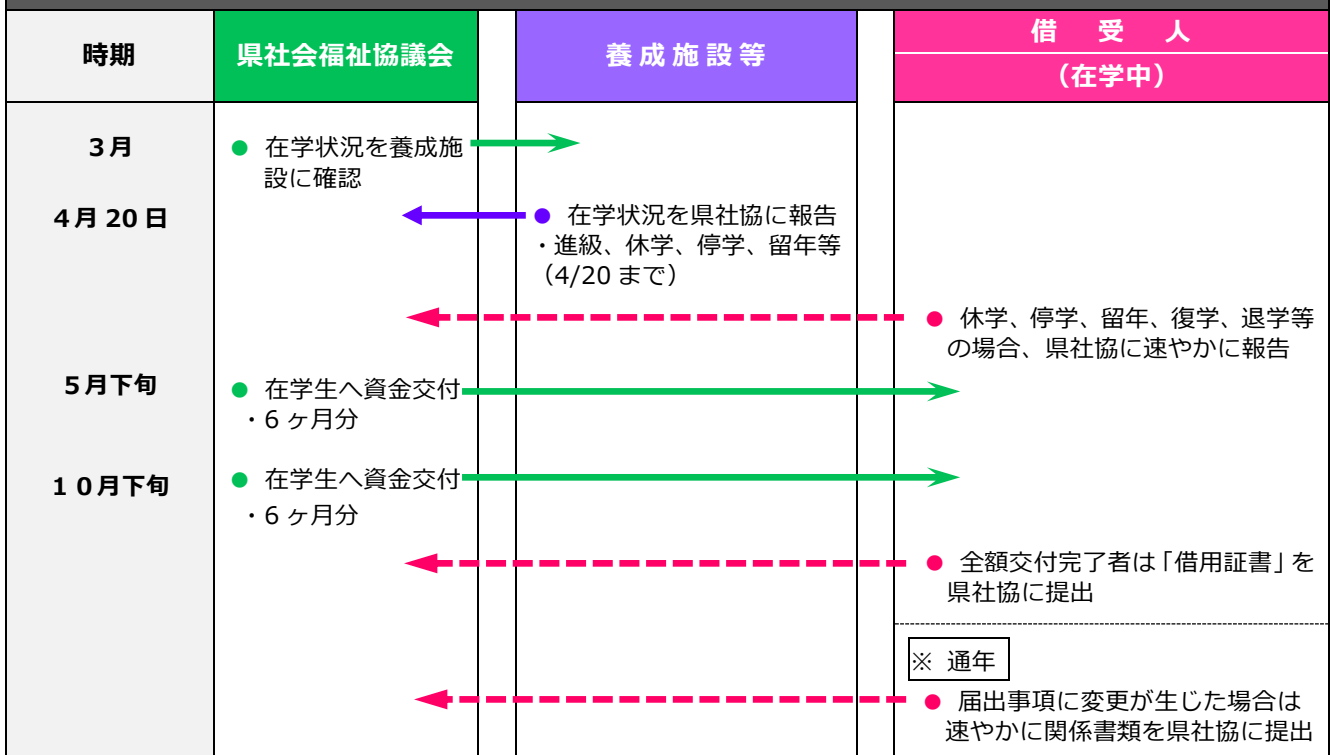 時期
県社会福祉協議会
養成施設等
借受人
（在学中）
３月
● 在学状況を養成施
設に確認
４月 20 日
● 在学状況を県社協に報告
・進級、休学、停学、留年等
（4/20 まで）
● 休学、停学、留年、復学、退学等
の場合、県社協に速やかに報告
５月下旬
● 在学生へ資金交付
・6 ヶ月分
１０月下旬
● 在学生へ資金交付
・6 ヶ月分
● 全額交付完了者は「借用証書」を
県社協に提出
※ 通年
● 届出事項に変更が生じた場合は
速やかに関係書類を県社協に提出